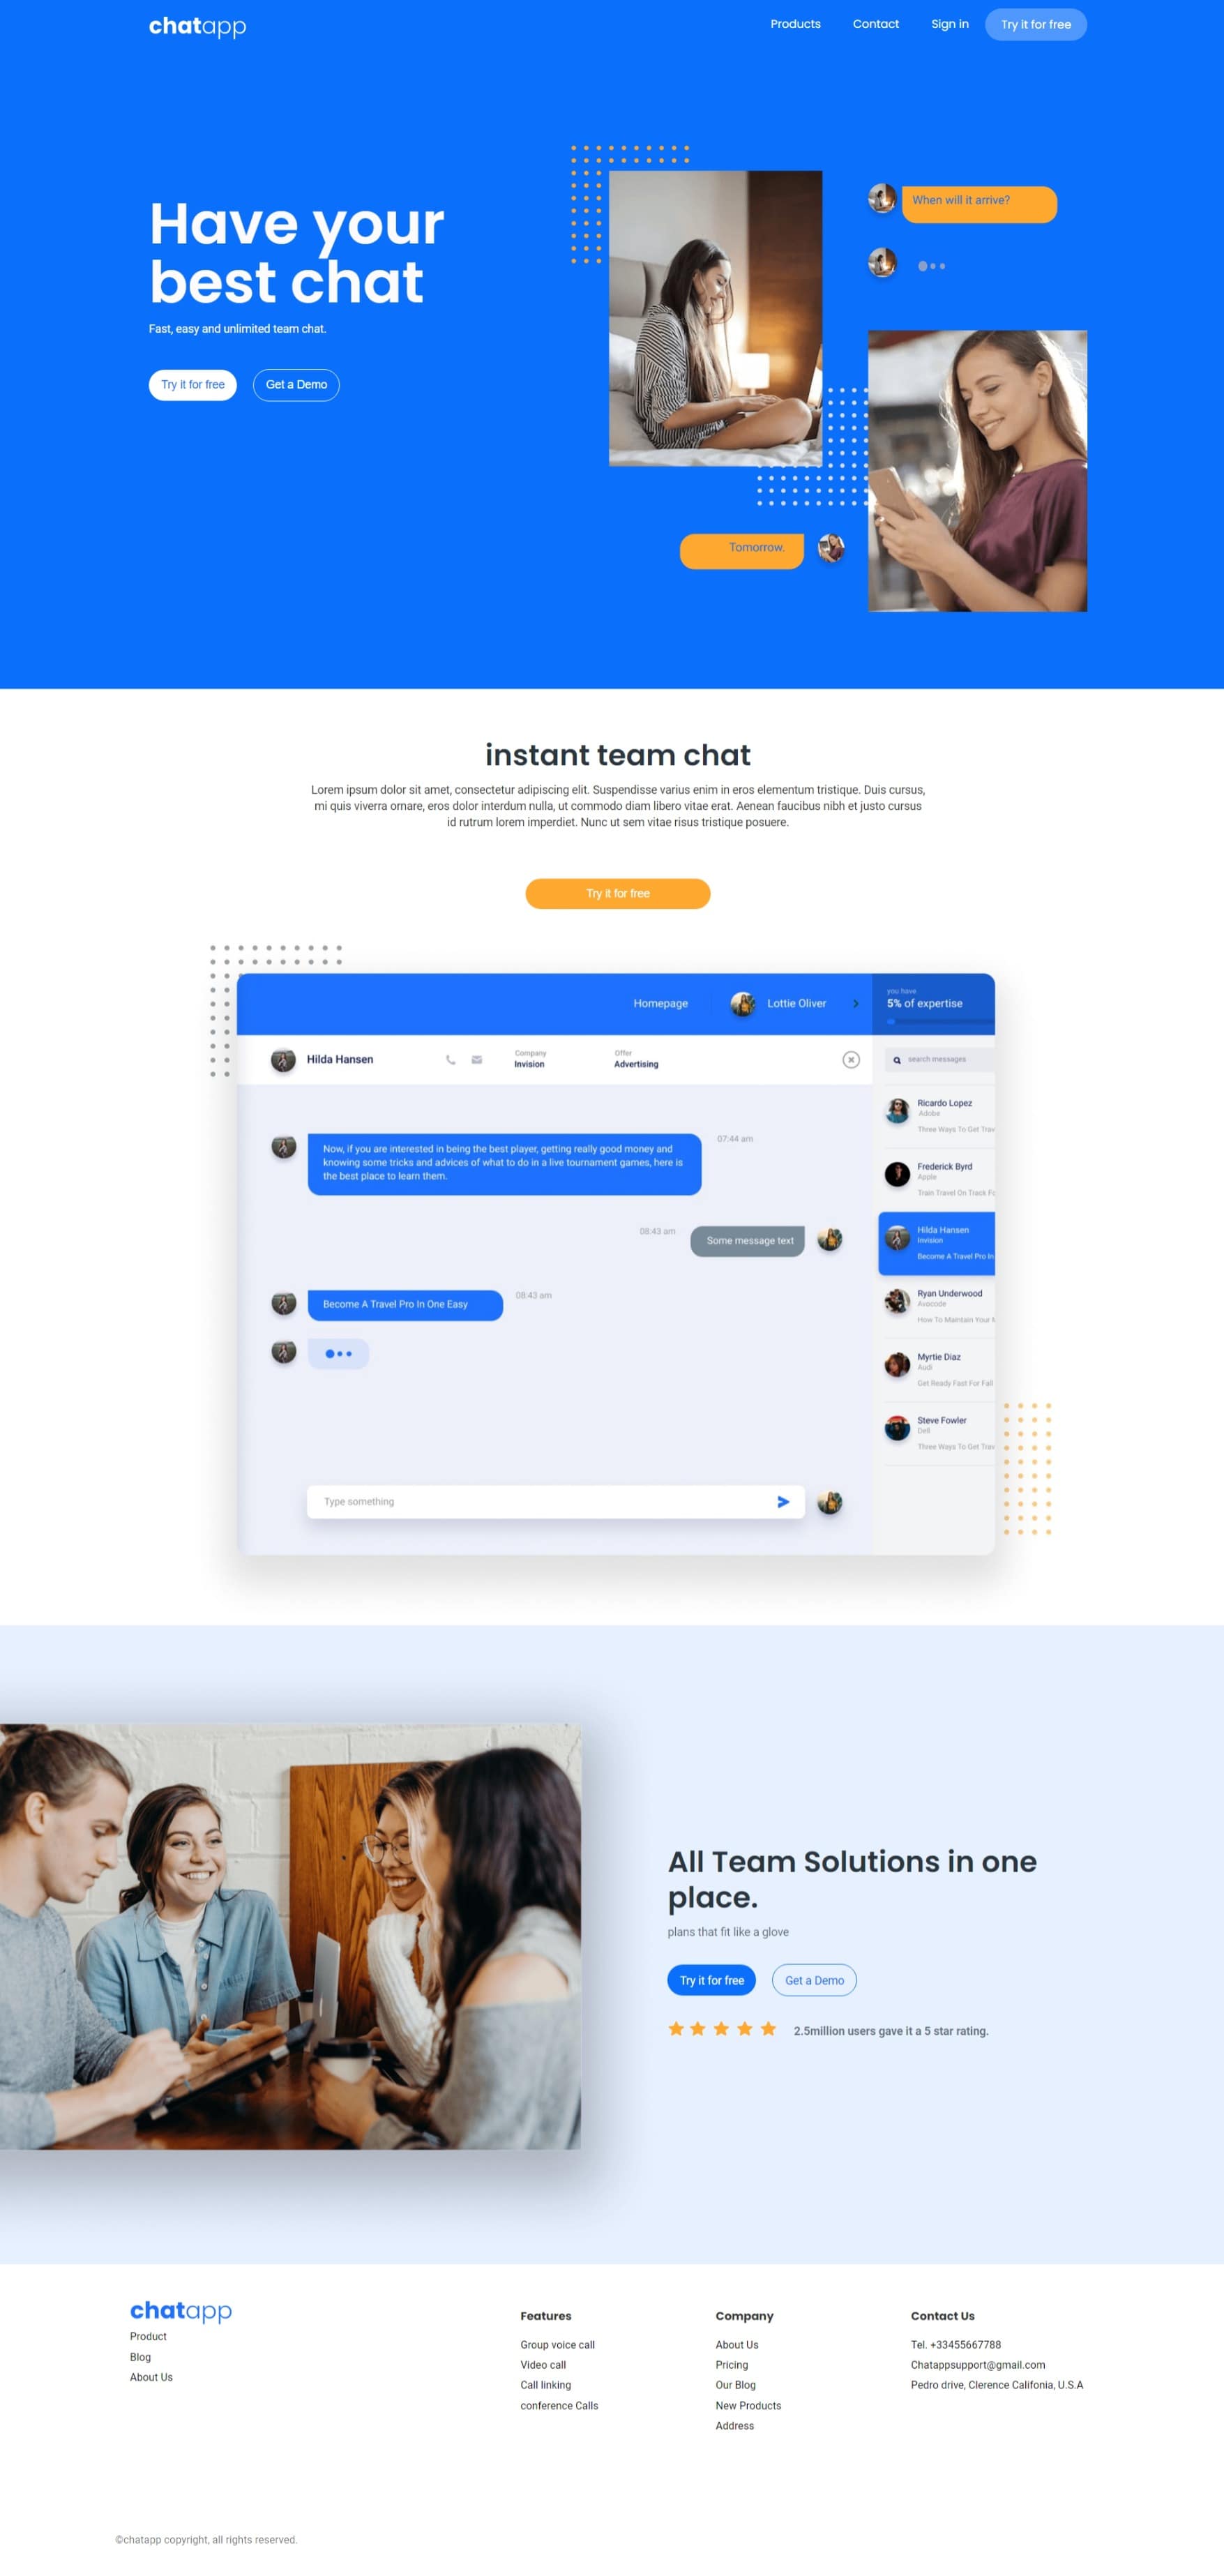 chatapp
Products
Contact
Sign in
Try it for free
When will it arrive?
Have your
best chat
Fast, easy and unlimited team chat.
Try it for free
Get a Demo
Tomorrow.
instant team chat
Lorem ipsum dolor sit amet, consectetur adipiscing elit. Suspendisse varius enim in eros elementum tristique. Duis cursus,
mi quis viverra ornare, eros dolor interdum nulla, ut commodo diam libero vitae erat. Aenean faucibus nibh et justo cursus
id rutrum lorem imperdiet. Nunc ut sem vitae risus tristique posuere.
Try it for free
Homepage
Lottie Oliver
you have
5% of expertise
Hilda Hansen
Company
Invision
Offer
Advertising
search messages
Now, if you are interested in being the best player, getting really good money and
knowing some tricks and advices of what to do in a live tournament games, here is
the best place to learn them.
07:44 am
08:43 am
Some message text
Become A Travel Pro In One Easy
08:43 am
Type something
Ricardo Lopez
Adobe
Three Ways To Get Trav
Frederick Byrd
Apple
Train Travel On Track Fo
Hilda Hansen
Invision
Become A Travel Pro In
Ryan Underwood
Avocode
How To Maintain Your
Myrtie Diaz
Audi
Get Ready Fast For Fall
Steve Fowler
Dell
Three Ways To Get Trav
All Team Solutions in one
place.
plans that fit like a glove
Try it for free
Get a Demo
2.5million users gave it a 5 star rating.
chatapp
Product
Blog
About Us
Features
Group voice call
Video call
Call linking
conference Calls
Company
About Us
Pricing
Our Blog
New Products
Address
Contact Us
Tel. +33455667788
Chatappsupport@gmail.com
Pedro drive, Clerence Califonia, U.S.A
©chatapp copyright, all rights reserved.